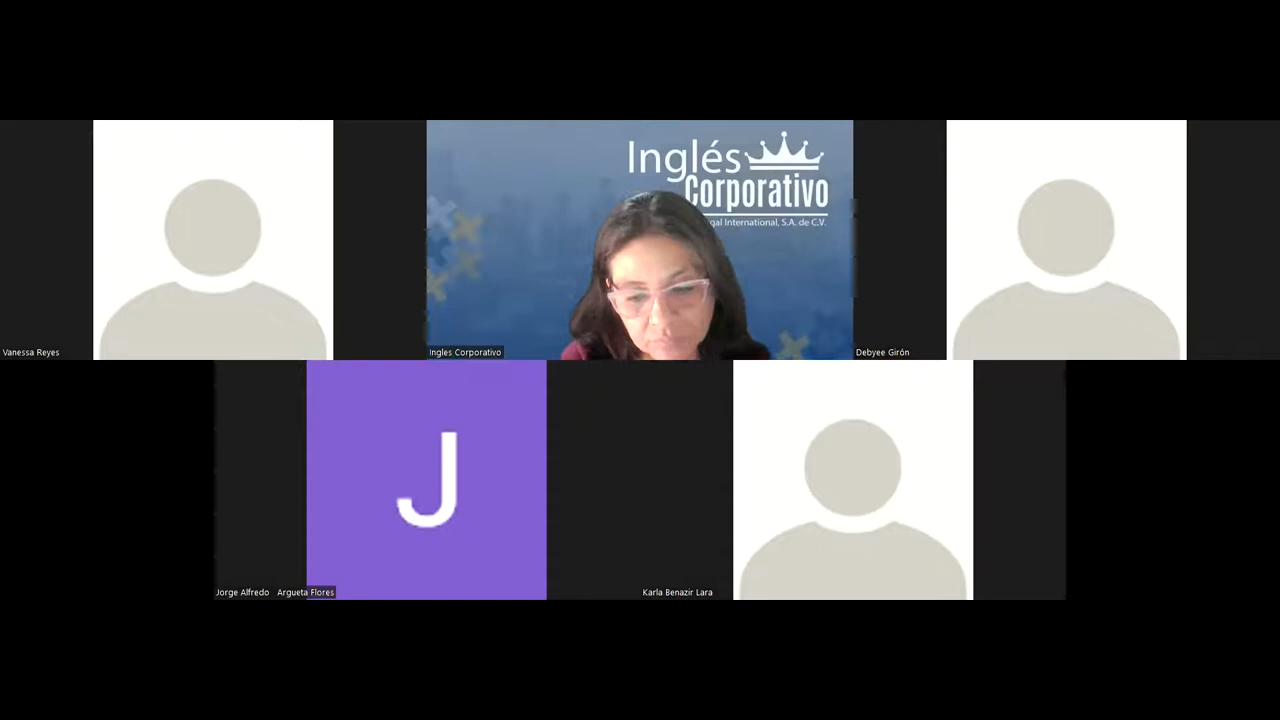 Inglés
Corporativo
gal International, S.A. de C.V.
Vanessa Reyes
Ingles Corporativo
Debyee Girón
J
Jorge Alfredo Argueta Flores
Karla Benazir Lara